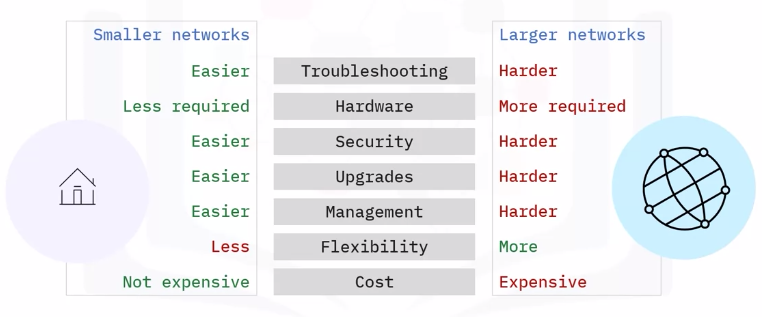 Smaller networks Larger networks
Easier Troubleshooting Harder
Less required Hardware More required
Easier Security Harder
Easier Upgrades Harder
Easier Management Harder
Less Flexibility More
Not expensive Cost Expensive